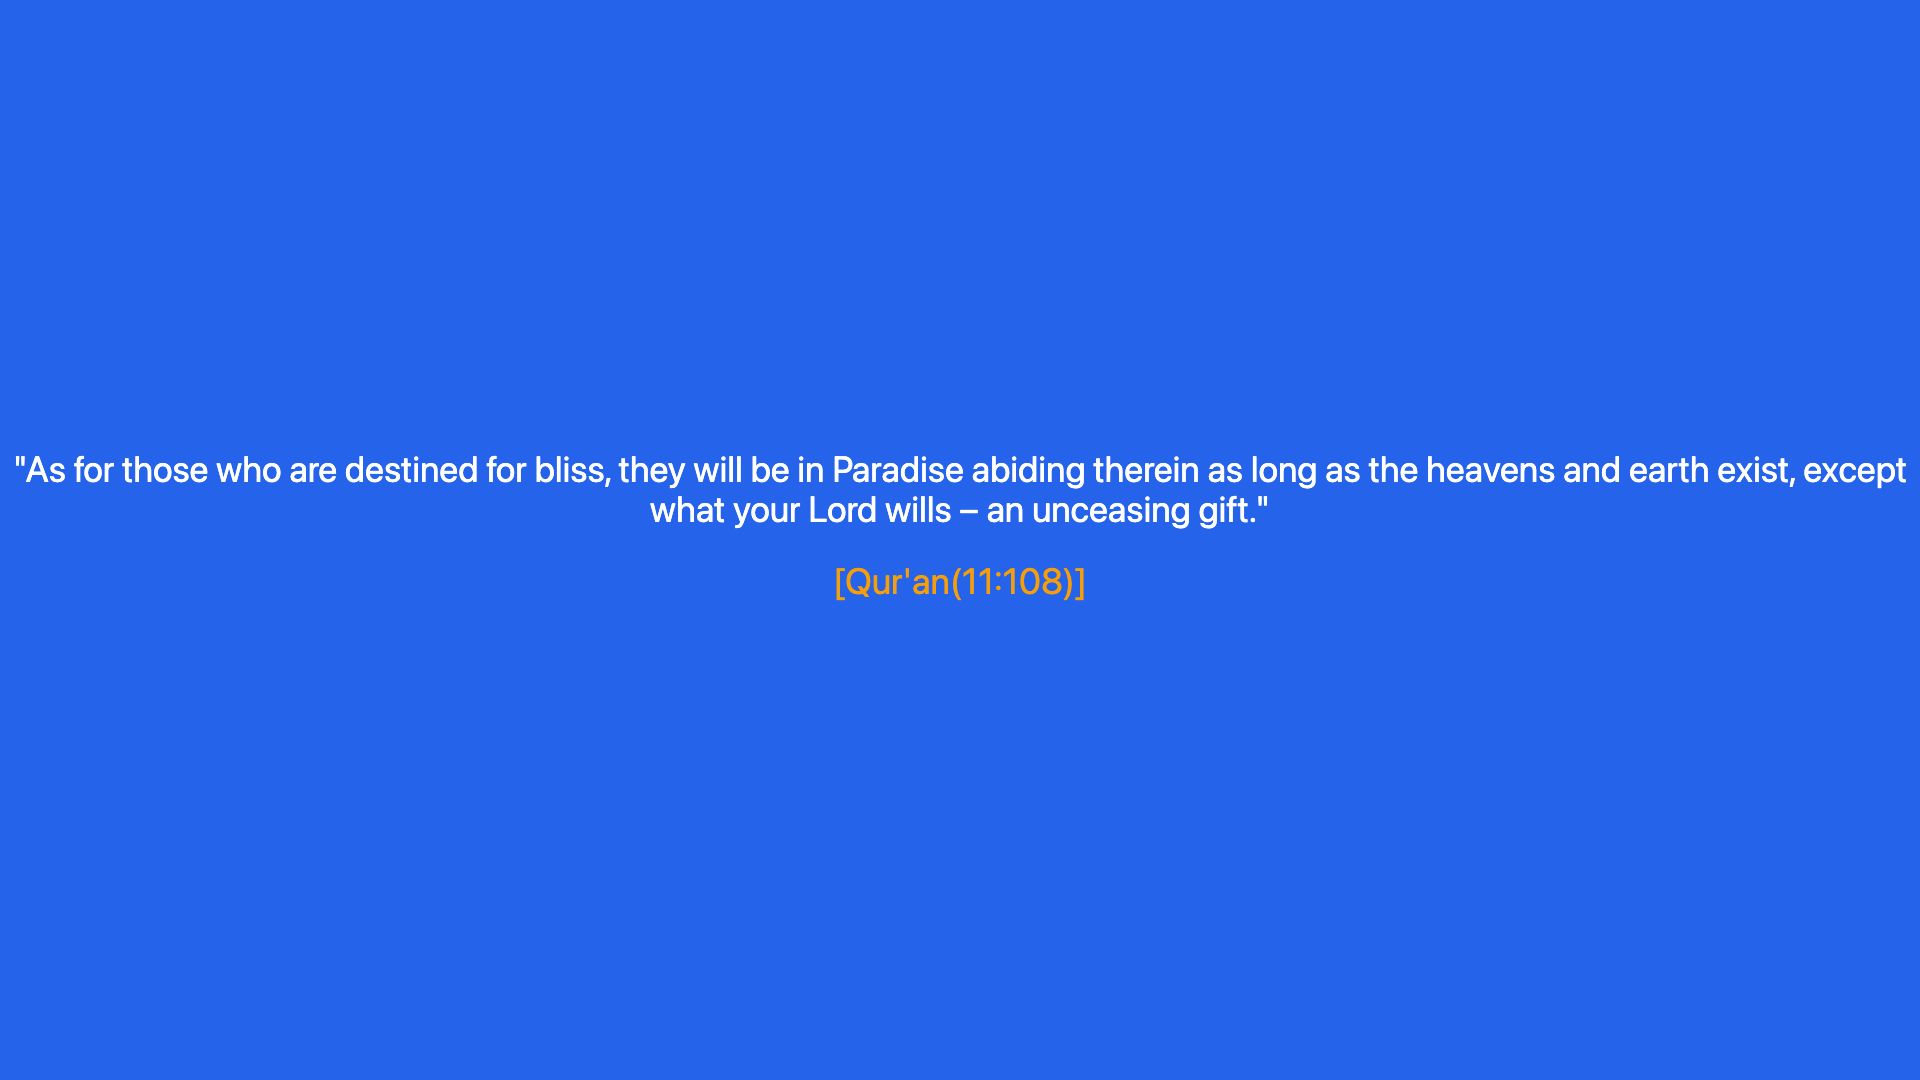 "As for those who are destined for bliss, they will be in Paradise abiding therein as long as the heavens and earth exist, except
what your Lord wills – an unceasing gift."
[Qur'an(11:108)]